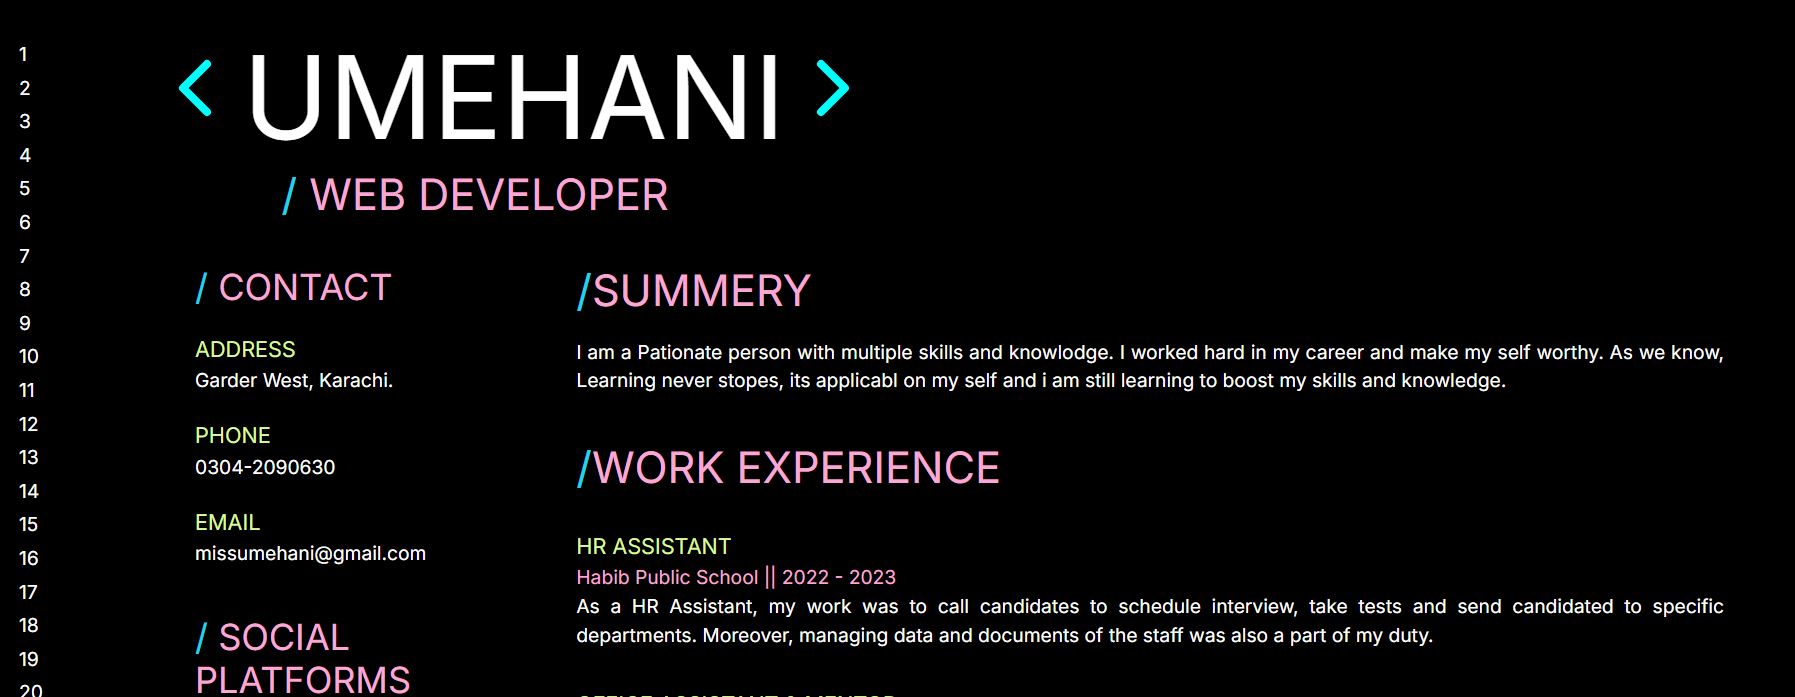 1
2
3
4
5
6
7
8
9
10
11
12
13
14
15
16
17
18
19
20
< UMEHANI >
/ WEB DEVELOPER
/ CONTACT
ADDRESS
Garder West, Karachi.
PHONE
0304-2090630
EMAIL
missumehani@gmail.com
/ SOCIAL
PLATFORMS
/SUMMERY
I am a Pationate person with multiple skills and knowlodge. I worked hard in my career and make my self worthy. As we know,
Learning never stopes, its applicabl on my self and i am still learning to boost my skills and knowledge.
/WORK EXPERIENCE
HR ASSISTANT
Habib Public School || 2022 - 2023
As a HR Assistant, my work was to call candidates to schedule interview, take tests and send candidated to specific
departments. Moreover, managing data and documents of the staff was also a part of my duty.